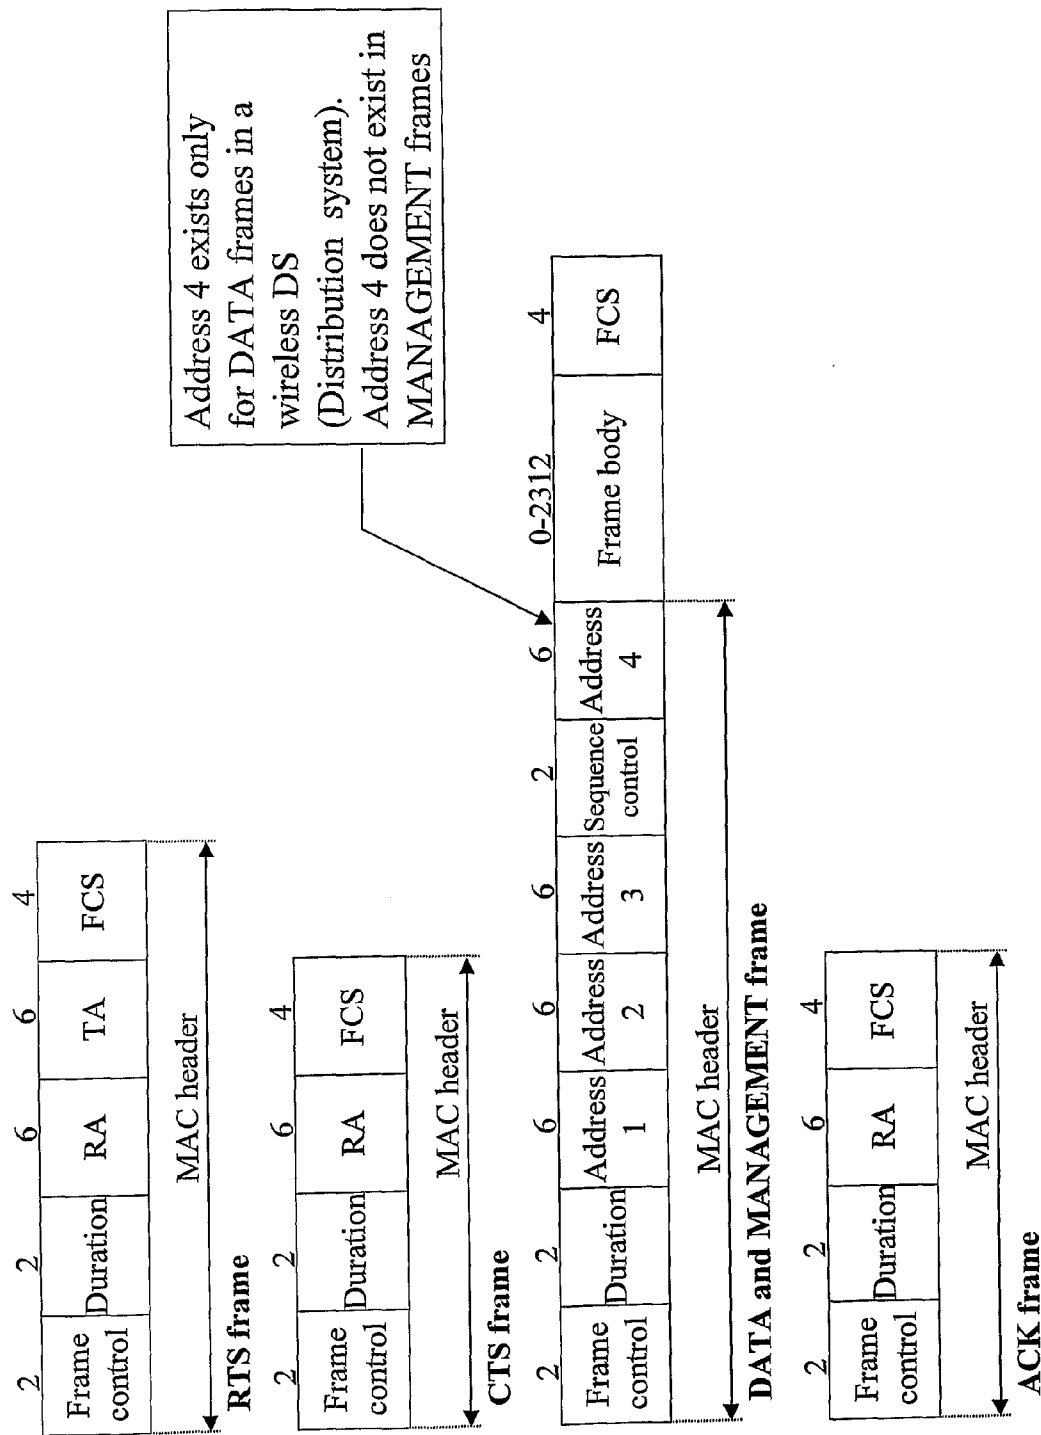 2 2 6 6 4
Frame control Duration RA TA FCS
MAC header
RTS frame
2 2 6 4
Frame control Duration RA FCS
MAC header
CTS frame
Address 4 exists only
for DATA frames in a
wireless DS
(Distribution system).
Address 4 does not exist in
MANAGEMENT frames
2 2 6 6 6 2 6 0-2312 4
Frame control Duration Address 1 Address 2 Address 3 Sequence control Address 4 Frame body FCS
MAC header
DATA and MANAGEMENT frame
2 2 6 4
Frame control Duration RA FCS
MAC header
ACK frame